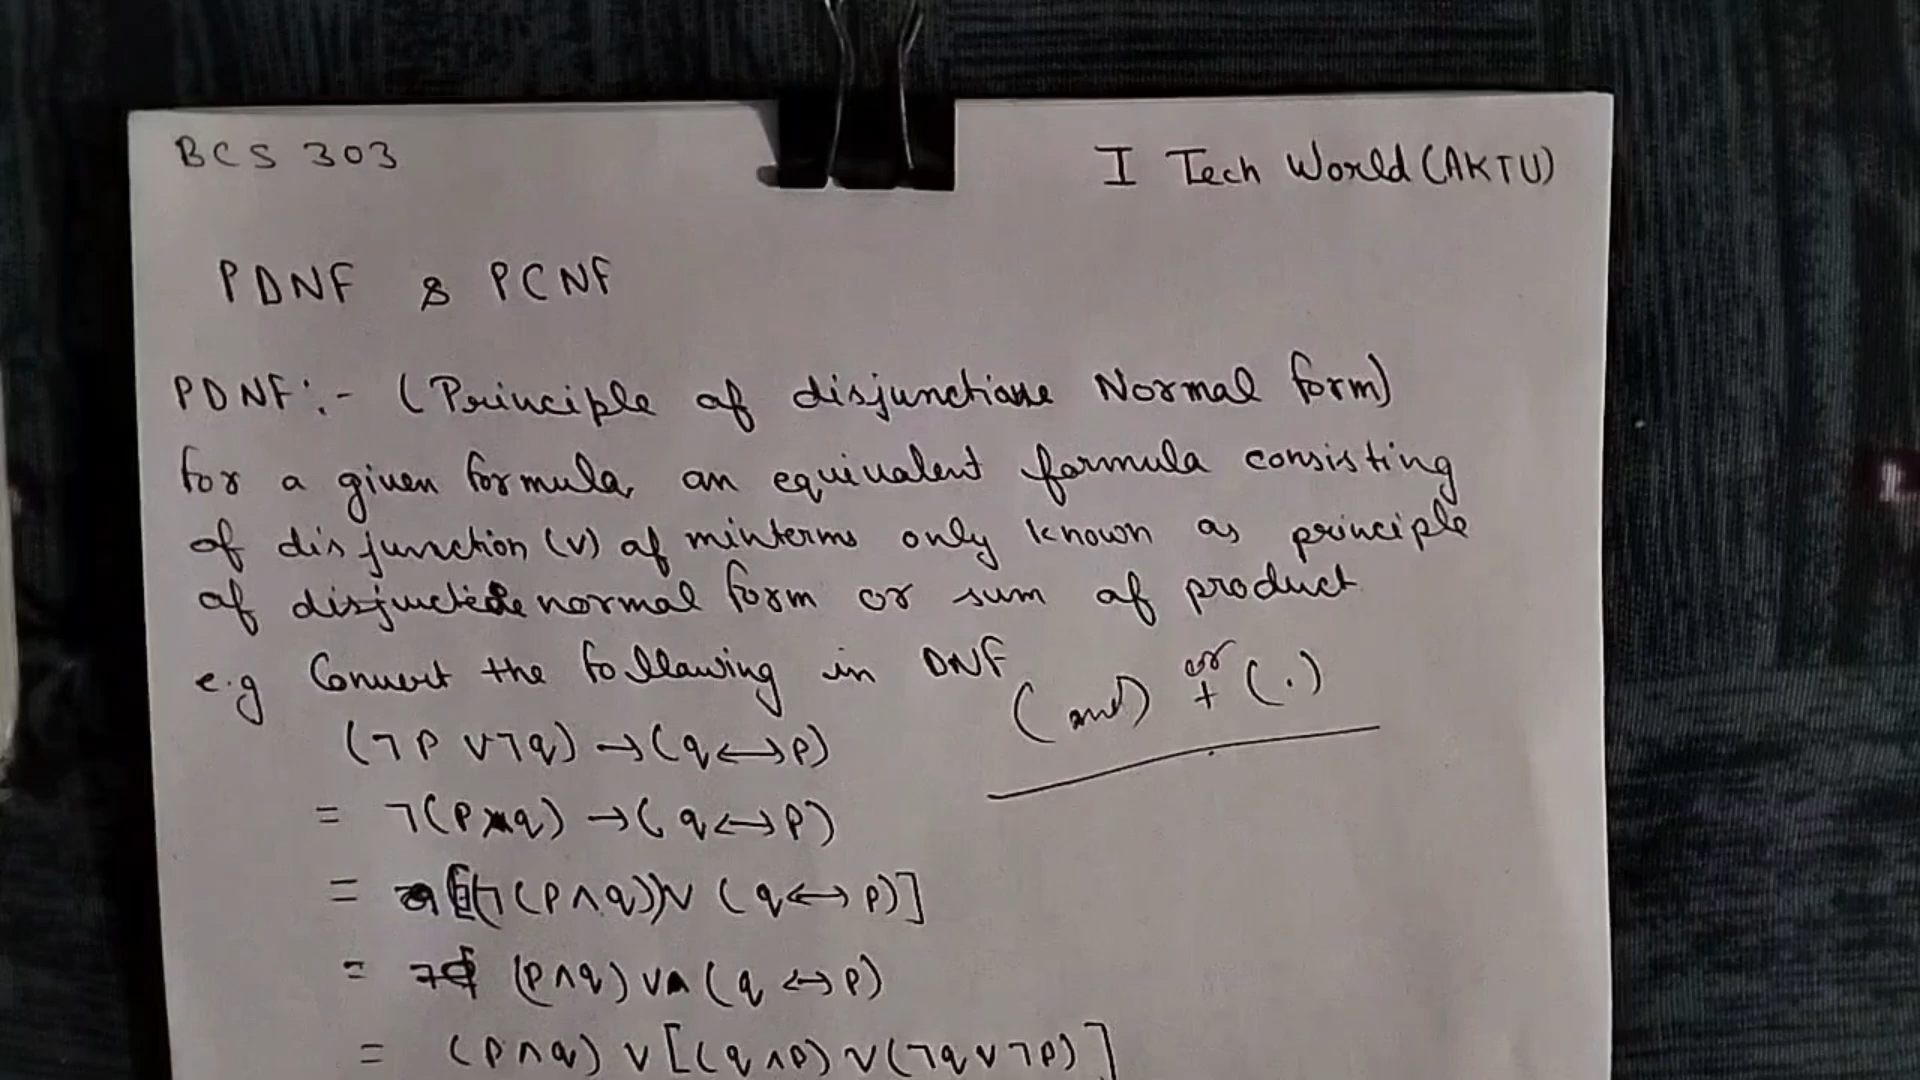 BCS 303
I Tech World (AKTU)
PDNF & PCNF
PDNF:- (Principle of disjunctione Normal form)
for a given formula, an equivalent formula consisting
of disjunction (v) of minterms only known as principle
of disjunctede normal form or sum of product
e.g Convert the following in DNF
(and) or + (.)
(¬P ∨ ¬q) → (q ↔ P)
= ¬(P ∧ q) → (q ↔ P)
= [(¬(P ∧ q)) ∨ (q ↔ P)]
= (P ∧ q) ∨ (q ↔ P)
= (P ∧ q) ∨ [(q ∧ P) ∨ (¬q ∨ ¬P)]